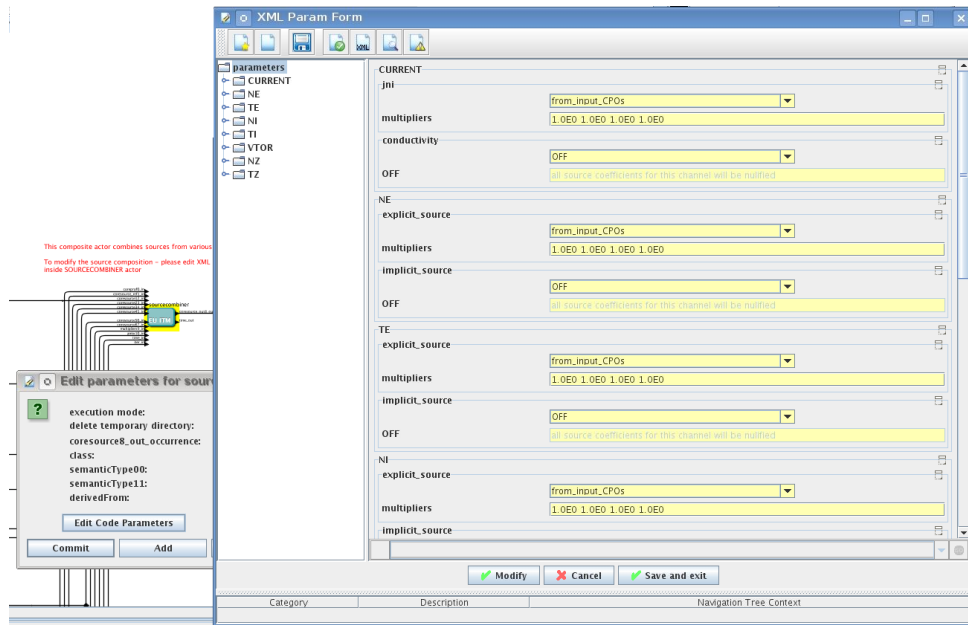 XML Param Form
XML
parameters
CURRENT
NE
TE
NI
TI
VTOR
NZ
TZ
CURRENT
jni
from_input_CPOs
multipliers
1.0E0 1.0E0 1.0E0 1.0E0
conductivity
OFF
OFF
all source coefficients for this channel will be nullified
NE
explicit_source
from_input_CPOs
multipliers
1.0E0 1.0E0 1.0E0 1.0E0
implicit_source
OFF
OFF
all source coefficients for this channel will be nullified
TE
explicit_source
from_input_CPOs
multipliers
1.0E0 1.0E0 1.0E0 1.0E0
implicit_source
OFF
OFF
all source coefficients for this channel will be nullified
NI
explicit_source
from_input_CPOs
multipliers
1.0E0 1.0E0 1.0E0 1.0E0
implicit_source
Modify
Cancel
Save and exit
Category Description Navigation Tree Context
This composite actor combines sources from various
To modify the source composition - please edit XML
inside SOURCECOMBINER actor
sourcecombiner
Edit parameters for sour
?
execution mode:
delete temporary directory:
coresource8_out_occurrence:
class:
semanticType00:
semanticType11:
derivedFrom:
Edit Code Parameters
Commit
Add